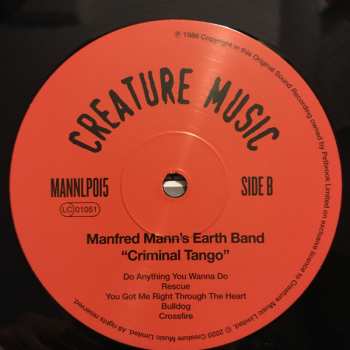 ℗ 1986 Copyright in this Original Sound Recording owned by Petbrook Limited on exclusive licence to Creature Music Limited.
CREATURE MUSIC
MANNLP015
SIDE B
LC 01051
Manfred Mann's Earth Band
"Criminal Tango"
Do Anything You Wanna Do
Rescue
You Got Me Right Through The Heart
Bulldog
Crossfire
© 2020 Creature Music Limited. All rights reserved.